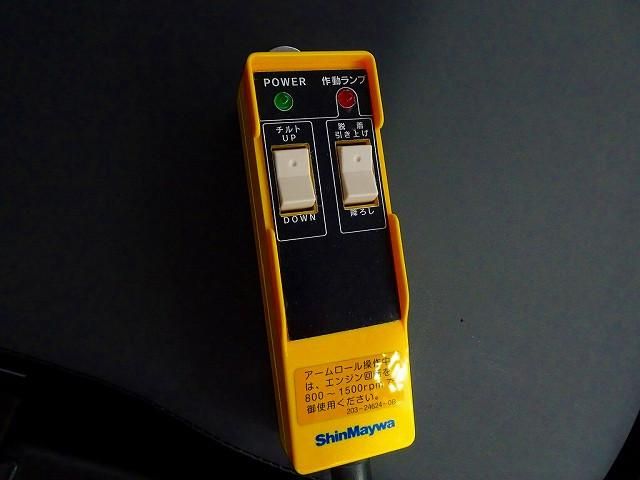 POWER 作動ランプ
チルト
UP
DOWN
脱 着
引き上げ
降ろし
アームロール操作中
は、エンジン回転を
800～1500rpmで
御使用ください。
203-24624-0B
ShinMaywa